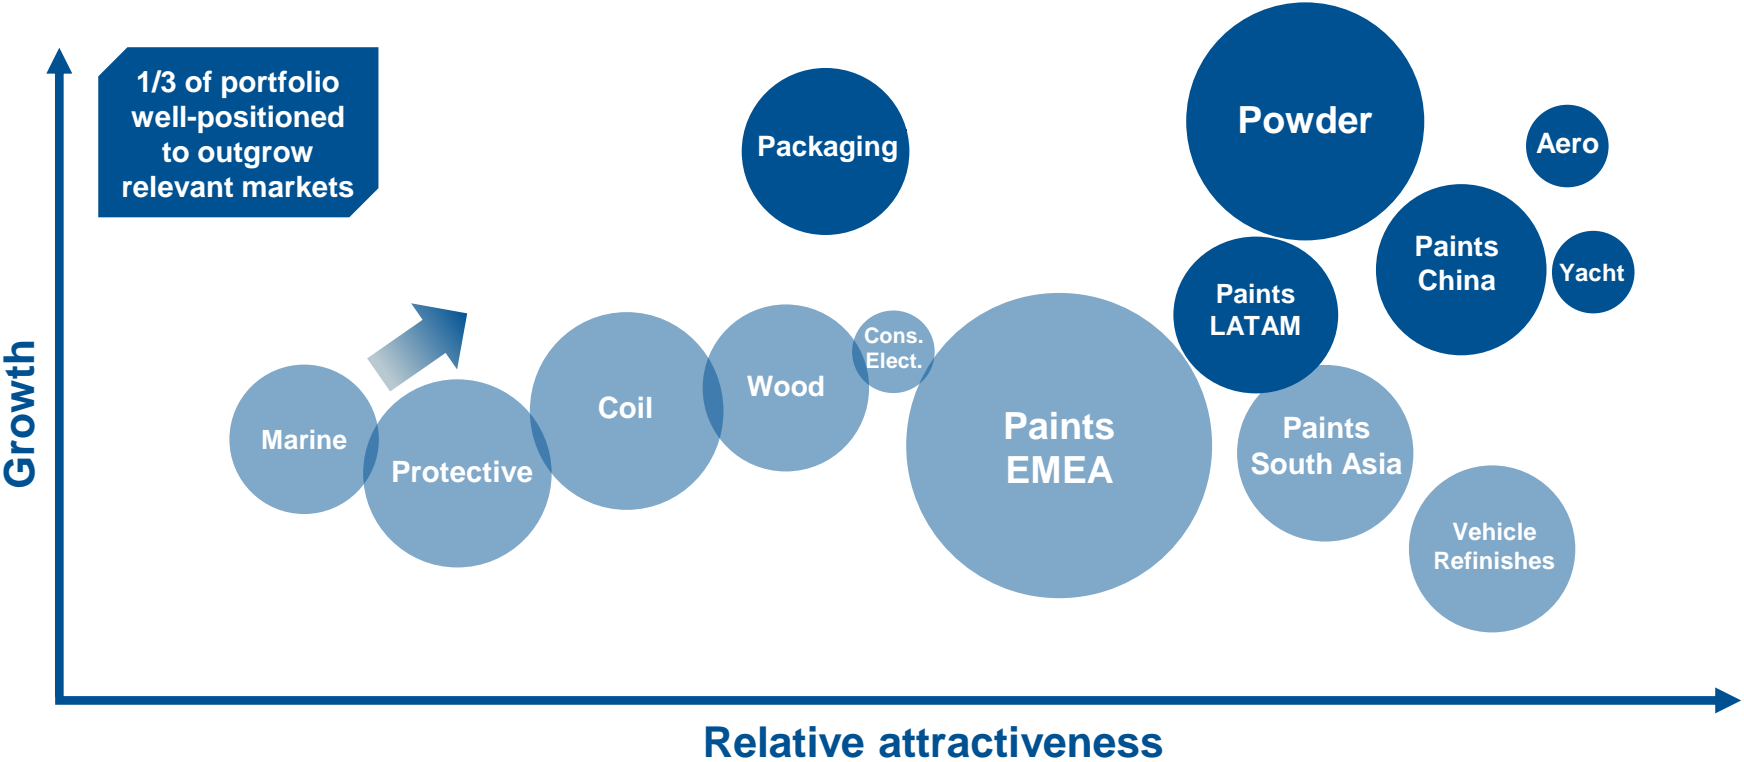 1/3 of portfolio
well-positioned
to outgrow
relevant markets
Packaging
Powder
Aero
Paints
China
Yacht
Paints
LATAM
Cons.
Elect.
Wood
Coil
Marine
Protective
Paints
EMEA
Paints
South Asia
Vehicle
Refinishes
Growth
Relative attractiveness